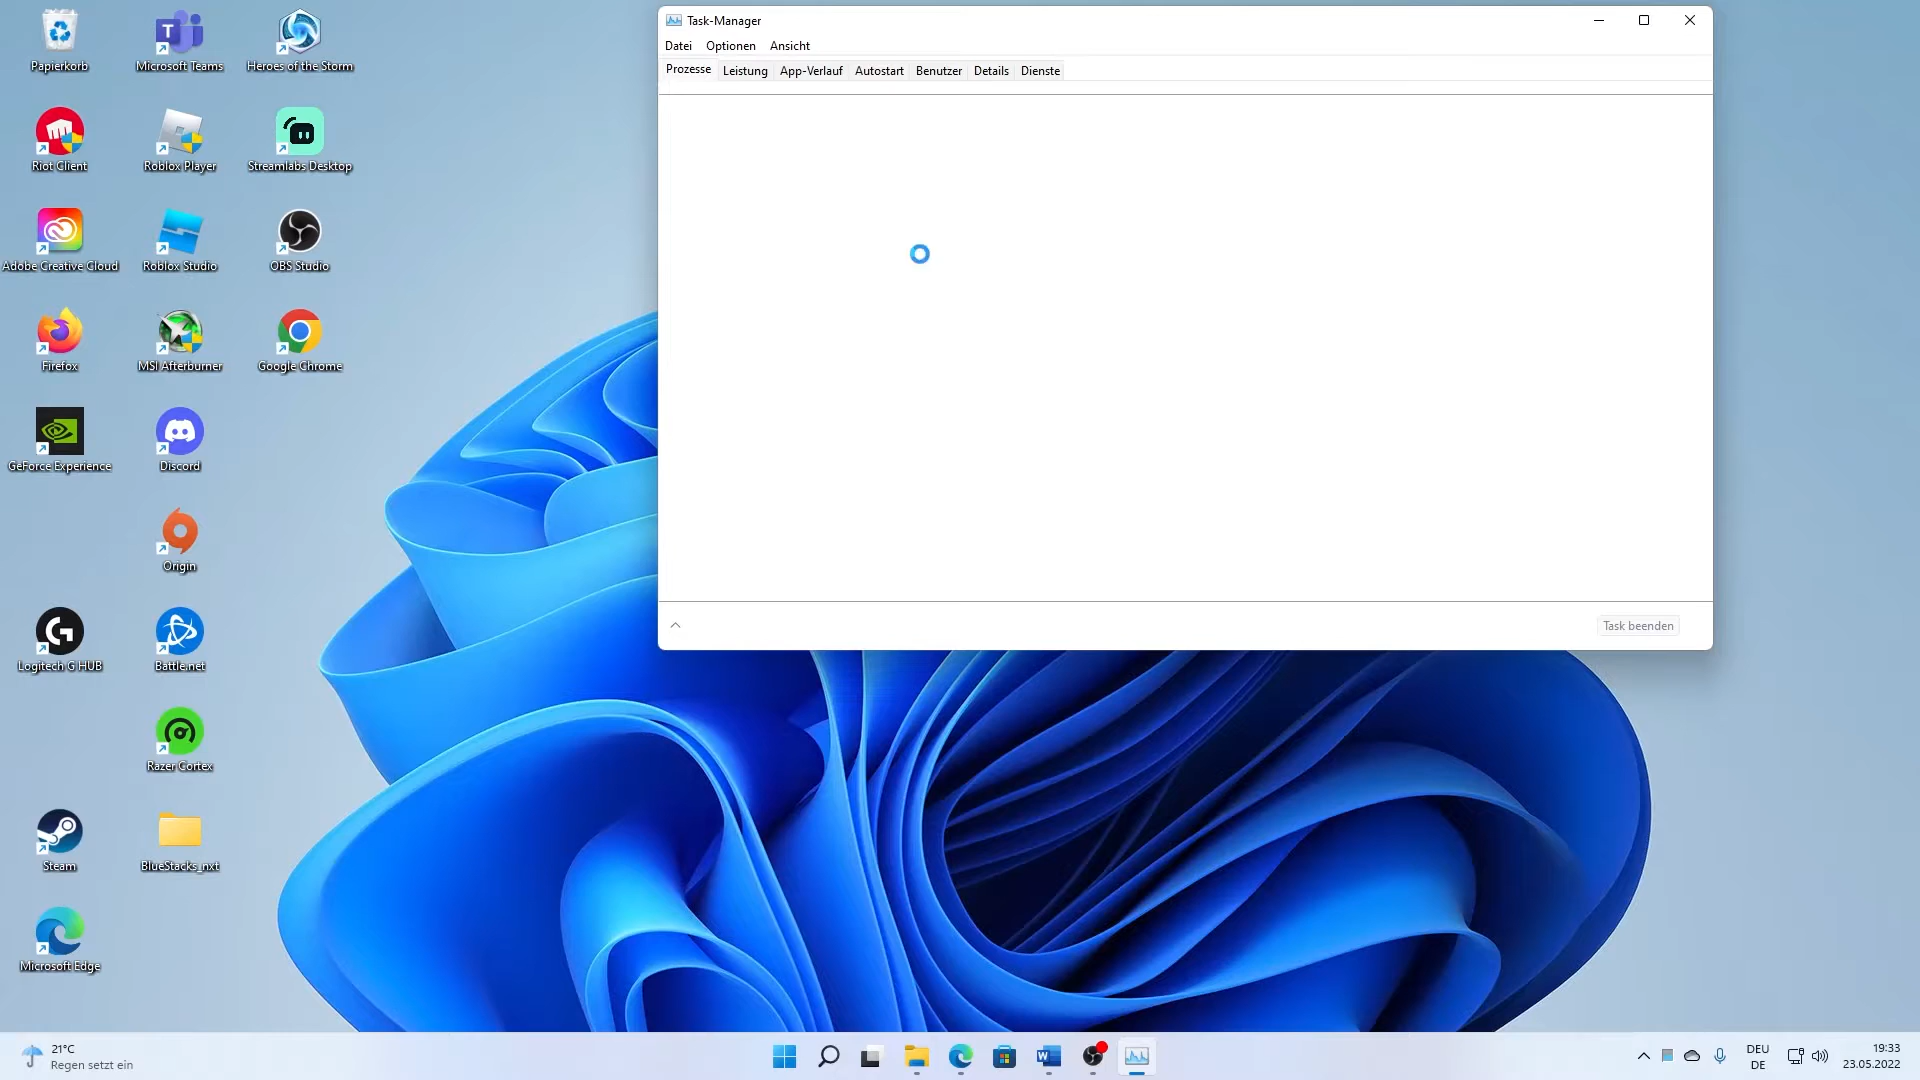 Papierkorb
Microsoft Teams
Heroes of the Storm
Riot Client
Roblox Player
Streamlabs Desktop
Adobe Creative Cloud
Roblox Studio
OBS Studio
Firefox
MSI Afterburner
Google Chrome
GeForce Experience
Discord
Origin
Logitech G HUB
Battle.net
Razer Cortex
Steam
BlueStacks_nxt
Microsoft Edge
Task-Manager
Datei Optionen Ansicht
Prozesse Leistung App-Verlauf Autostart Benutzer Details Dienste
Task beenden
21°C
Regen setzt ein
DEU
DE
19:33
23.05.2022